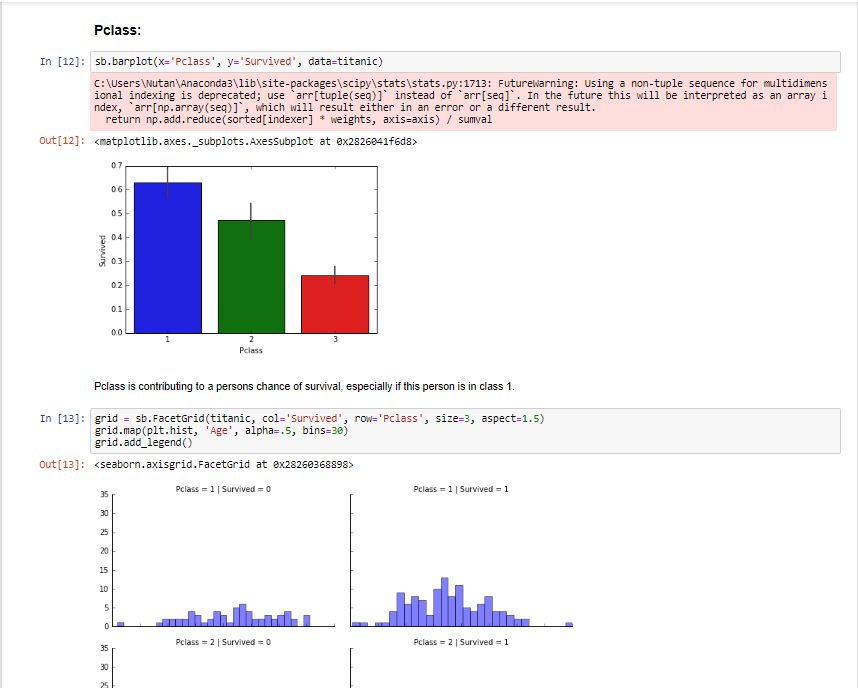 Pclass:
In [12]: sb.barplot(x='Pclass', y='Survived', data=titanic)
C:\Users\Nutan\Anaconda3\lib\site-packages\scipy\stats\stats.py:1713: FutureWarning: Using a non-tuple sequence for multidimens
ional indexing is deprecated; use `arr[tuple(seq)]` instead of `arr[seq]`. In the future this will be interpreted as an array i
ndex, `arr[np.array(seq)]`, which will result either in an error or a different result.
return np.add.reduce(sorted[indexer] * weights, axis=axis) / sumval
Out[12]: <matplotlib.axes._subplots.AxesSubplot at 0x2826041f6d8>
0.7
0.6
0.5
0.4
0.3
0.2
0.1
0.0
Survived
1 2 3
Pclass
Pclass is contributing to a persons chance of survival, especially if this person is in class 1.
In [13]: grid = sb.FacetGrid(titanic, col='Survived', row='Pclass', size=3, aspect=1.5)
grid.map(plt.hist, 'Age', alpha=.5, bins=30)
grid.add_legend()
Out[13]: <seaborn.axisgrid.FacetGrid at 0x28260368898>
Pclass = 1 | Survived = 0 Pclass = 1 | Survived = 1
35
30
25
20
15
10
5
0
Pclass = 2 | Survived = 0 Pclass = 2 | Survived = 1
35
30
25